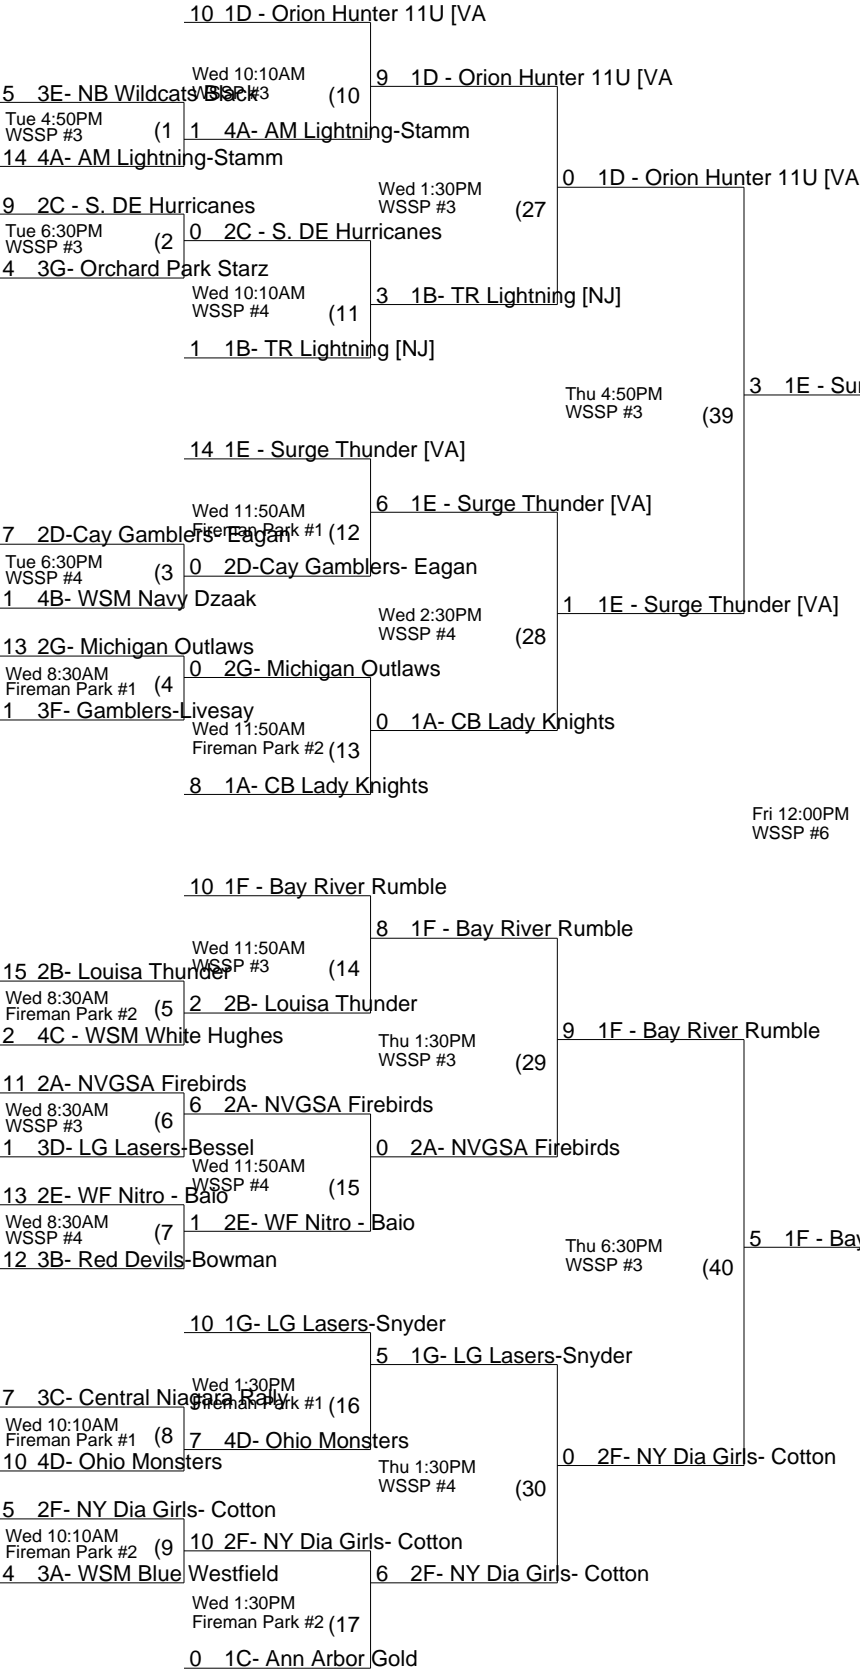 10 1D - Orion Hunter 11U [VA
Wed 10:10AM
WSSP #3
(10
9 1D - Orion Hunter 11U [VA
5 3E- NB Wildcats Black
Tue 4:50PM
WSSP #3
(1
1 4A- AM Lightning-Stamm
14 4A- AM Lightning-Stamm
Wed 1:30PM
WSSP #3
(27
0 1D - Orion Hunter 11U [VA
9 2C - S. DE Hurricanes
Tue 6:30PM
WSSP #3
(2
0 2C - S. DE Hurricanes
4 3G- Orchard Park Starz
Wed 10:10AM
WSSP #4
(11
3 1B- TR Lightning [NJ]
1 1B- TR Lightning [NJ]
Thu 4:50PM
WSSP #3
(39
3 1E - Sur
14 1E - Surge Thunder [VA]
Wed 11:50AM
Fireman Park #1
(12
6 1E - Surge Thunder [VA]
7 2D-Cay Gamblers- Eagan
Tue 6:30PM
WSSP #4
(3
0 2D-Cay Gamblers- Eagan
1 4B- WSM Navy Dzaak
Wed 2:30PM
WSSP #4
(28
1 1E - Surge Thunder [VA]
13 2G- Michigan Outlaws
Wed 8:30AM
Fireman Park #1
(4
0 2G- Michigan Outlaws
1 3F- Gamblers-Livesay
Wed 11:50AM
Fireman Park #2
(13
0 1A- CB Lady Knights
8 1A- CB Lady Knights
Fri 12:00PM
WSSP #6
10 1F - Bay River Rumble
Wed 11:50AM
WSSP #3
(14
8 1F - Bay River Rumble
15 2B- Louisa Thunder
Wed 8:30AM
Fireman Park #2
(5
2 2B- Louisa Thunder
2 4C - WSM White Hughes
Thu 1:30PM
WSSP #3
(29
9 1F - Bay River Rumble
11 2A- NVGSA Firebirds
Wed 8:30AM
WSSP #3
(6
6 2A- NVGSA Firebirds
1 3D- LG Lasers-Bessel
Wed 11:50AM
WSSP #4
(15
0 2A- NVGSA Firebirds
13 2E- WF Nitro - Baio
Wed 8:30AM
WSSP #4
(7
1 2E- WF Nitro - Baio
12 3B- Red Devils-Bowman
Thu 6:30PM
WSSP #3
(40
5 1F - Bay
10 1G- LG Lasers-Snyder
Wed 1:30PM
Fireman Park #1
(16
5 1G- LG Lasers-Snyder
7 3C- Central Niagara Rally
Wed 10:10AM
Fireman Park #1
(8
7 4D- Ohio Monsters
10 4D- Ohio Monsters
Thu 1:30PM
WSSP #4
(30
0 2F- NY Dia Girls- Cotton
5 2F- NY Dia Girls- Cotton
Wed 10:10AM
Fireman Park #2
(9
10 2F- NY Dia Girls- Cotton
4 3A- WSM Blue Westfield
Wed 1:30PM
Fireman Park #2
(17
6 2F- NY Dia Girls- Cotton
0 1C- Ann Arbor Gold